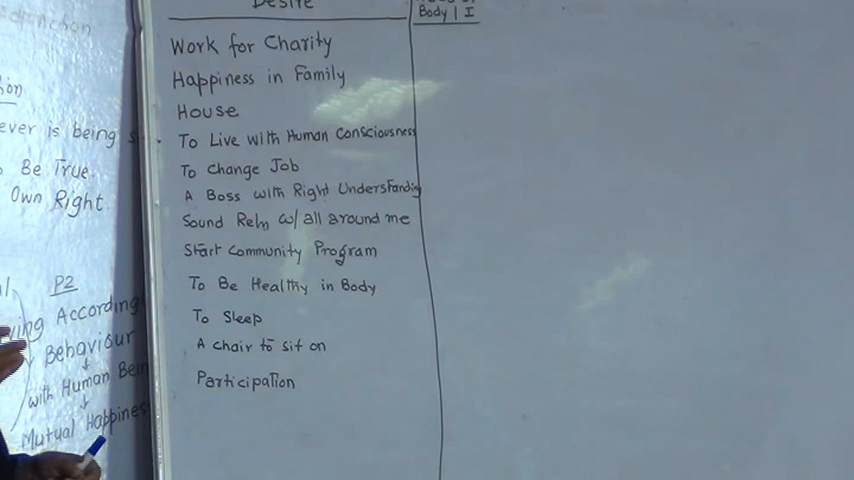 Desire
Body | I
Work for Charity
Happiness in Family
House
To Live with Human Consciousness
To Change Job
A Boss with Right Understanding
Sound Reln w/ all around me
Start Community Program
To Be Healthy in Body
To Sleep
A chair to sit on
Participation
ever is being
Be True
Own Right
P2
According
Behaviour
↓
with Human Bein
↓
Mutual Happines